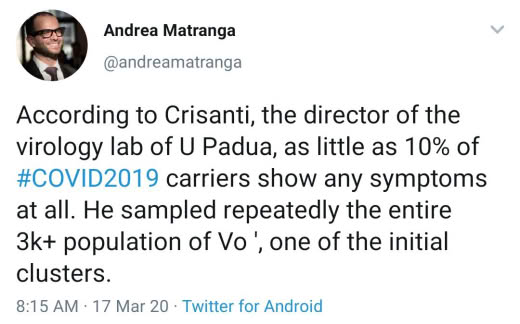 Andrea Matranga
@andreamatranga
According to Crisanti, the director of the
virology lab of U Padua, as little as 10% of
#COVID2019 carriers show any symptoms
at all. He sampled repeatedly the entire
3k+ population of Vo ', one of the initial
clusters.
8:15 AM · 17 Mar 20 · Twitter for Android